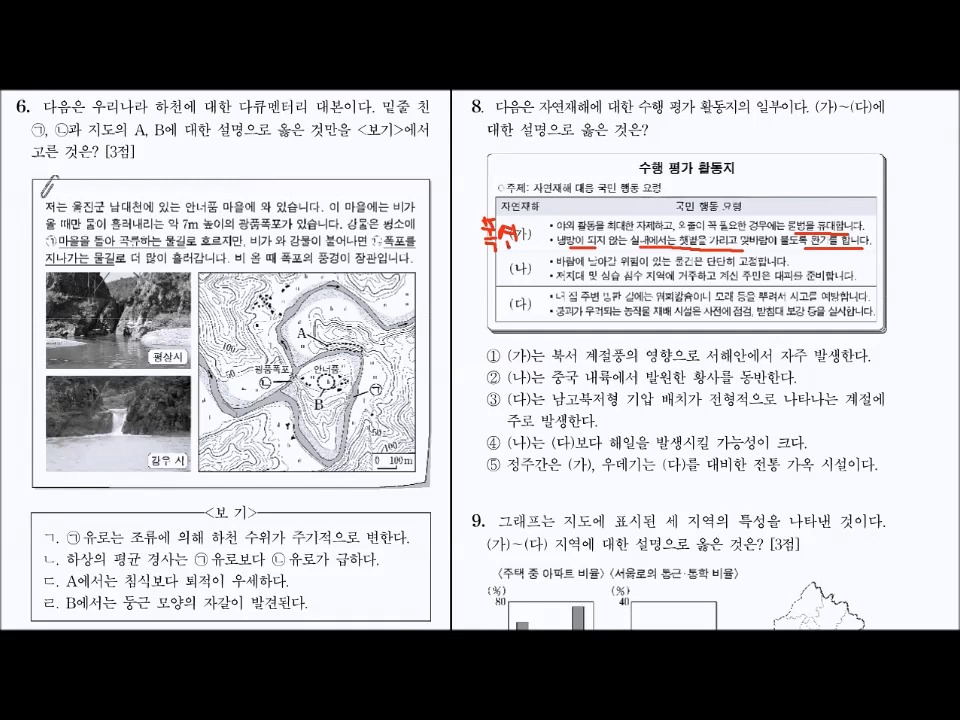 6. 다음은 우리나라 하천에 대한 다큐멘터리 대본이다. 밑줄 친
㉠, ㉡과 지도의 A, B에 대한 설명으로 옳은 것만을 <보기>에서
고른 것은? [3점]
저는 울진군 남대천에 있는 안너품 마을에 와 있습니다. 이 마을에는 비가
올 때만 물이 흘러내리는 약 7m 높이의 광품폭포가 있습니다. 강물은 평소에
㉠마을을 돌아 곡류하는 물길로 흐르지만, 비가 와 강물이 불어나면 ㉡폭포를
지나가는 물길로 더 많이 흘러갑니다. 비 올 때 폭포의 풍경이 장관입니다.
평상시
강우 시
100
50
A
광품폭포
㉡
안너품
B
㉠
50
100
0 100m
<보 기>
ㄱ. ㉠유로는 조류에 의해 하천 수위가 주기적으로 변한다.
ㄴ. 하상의 평균 경사는 ㉠유로보다 ㉡유로가 급하다.
ㄷ. A에서는 침식보다 퇴적이 우세하다.
ㄹ. B에서는 둥근 모양의 자갈이 발견된다.
8. 다음은 자연재해에 대한 수행 평가 활동지의 일부이다. (가)~(다)에
대한 설명으로 옳은 것은?
수행 평가 활동지
○주제: 자연재해 대응 국민 행동 요령
자연재해 국민 행동 요령
(가)
폭염
• 야외 활동을 최대한 자제하고, 외출이 꼭 필요한 경우에는 물병을 휴대합니다.
• 냉방이 되지 않는 실내에서는 햇볕을 가리고 맞바람이 불도록 환기를 합니다.
(나)
• 바람에 날아갈 위험이 있는 물건은 단단히 고정합니다.
• 저지대 및 상습 침수 지역에 거주하고 계신 주민은 대피를 준비합니다.
(다)
• 내 집 주변 빙판 길에는 염화칼슘이나 모래 등을 뿌려서 사고를 예방합니다.
• 붕괴가 우려되는 농작물 재배 시설은 사전에 점검, 받침대 보강 등을 실시합니다.
① (가)는 북서 계절풍의 영향으로 서해안에서 자주 발생한다.
② (나)는 중국 내륙에서 발원한 황사를 동반한다.
③ (다)는 남고북저형 기압 배치가 전형적으로 나타나는 계절에
주로 발생한다.
④ (나)는 (다)보다 해일을 발생시킬 가능성이 크다.
⑤ 정주간은 (가), 우데기는 (다)를 대비한 전통 가옥 시설이다.
9. 그래프는 지도에 표시된 세 지역의 특성을 나타낸 것이다.
(가)~(다) 지역에 대한 설명으로 옳은 것은? [3점]
<주택 중 아파트 비율> <서울로의 통근·통학 비율>
(%) (%)
80 40